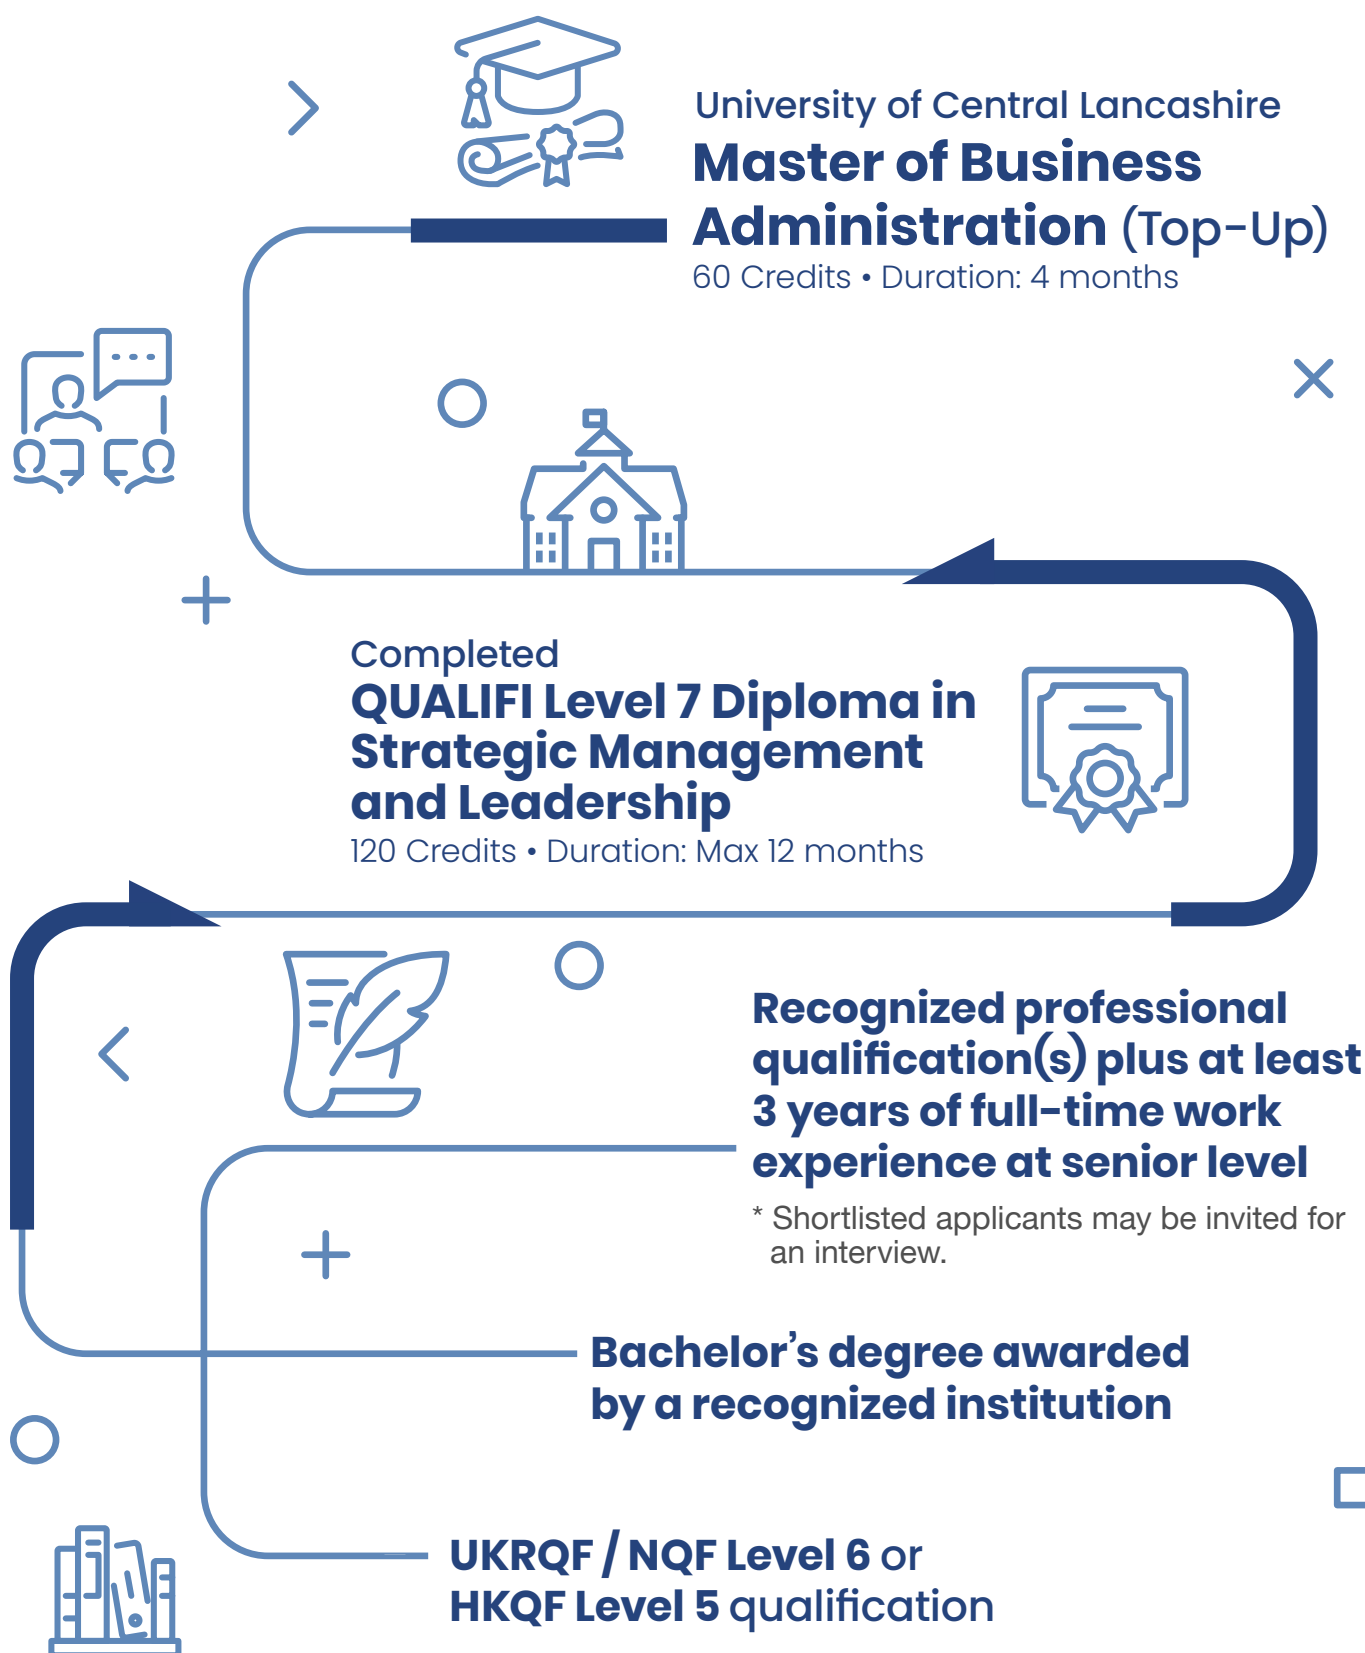 University of Central Lancashire
Master of Business
Administration (Top-Up)
60 Credits • Duration: 4 months
Completed
QUALIFI Level 7 Diploma in
Strategic Management
and Leadership
120 Credits • Duration: Max 12 months
Recognized professional
qualification(s) plus at least
3 years of full-time work
experience at senior level
* Shortlisted applicants may be invited for
an interview.
Bachelor’s degree awarded
by a recognized institution
UKRQF / NQF Level 6 or
HKQF Level 5 qualification